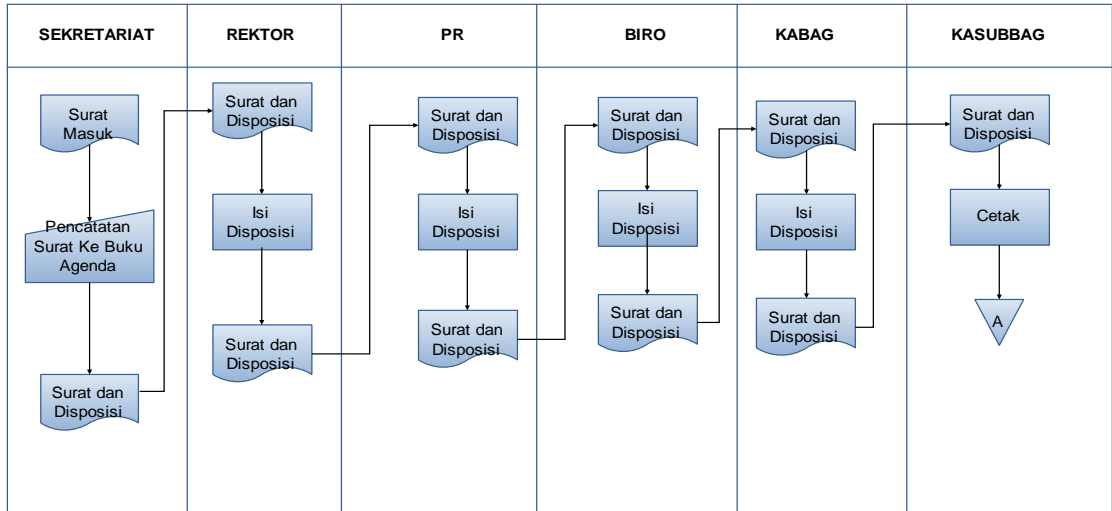 SEKRETARIAT
REKTOR
PR
BIRO
KABAG
KASUBBAG
Surat
Masuk
Pencatatan
Surat Ke Buku
Agenda
Surat dan
Disposisi
Surat dan
Disposisi
Isi
Disposisi
Surat dan
Disposisi
Surat dan
Disposisi
Isi
Disposisi
Surat dan
Disposisi
Surat dan
Disposisi
Isi
Disposisi
Surat dan
Disposisi
Surat dan
Disposisi
Isi
Disposisi
Surat dan
Disposisi
Surat dan
Disposisi
Cetak
A